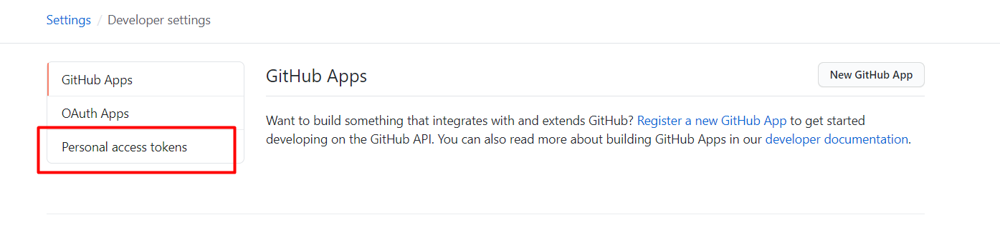 Settings / Developer settings
GitHub Apps
OAuth Apps
Personal access tokens
GitHub Apps
New GitHub App
Want to build something that integrates with and extends GitHub? Register a new GitHub App to get started
developing on the GitHub API. You can also read more about building GitHub Apps in our developer documentation.